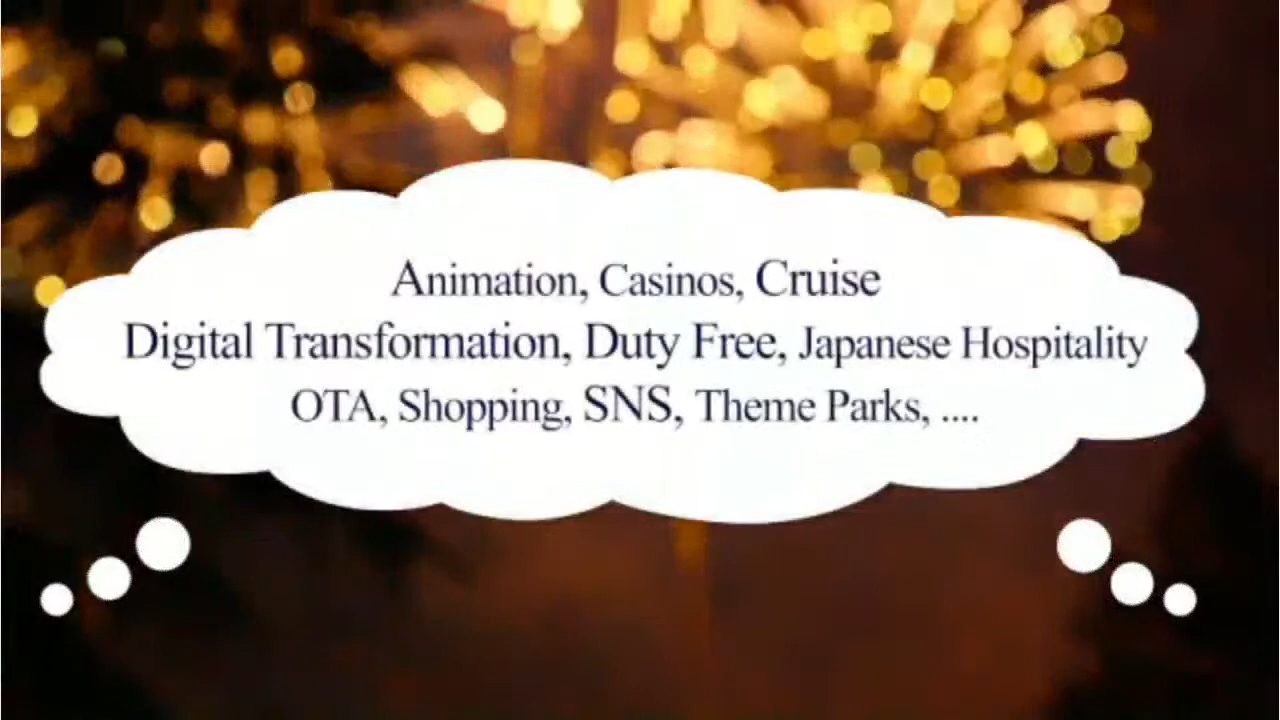 Animation, Casinos, Cruise
Digital Transformation, Duty Free, Japanese Hospitality
OTA, Shopping, SNS, Theme Parks, ....